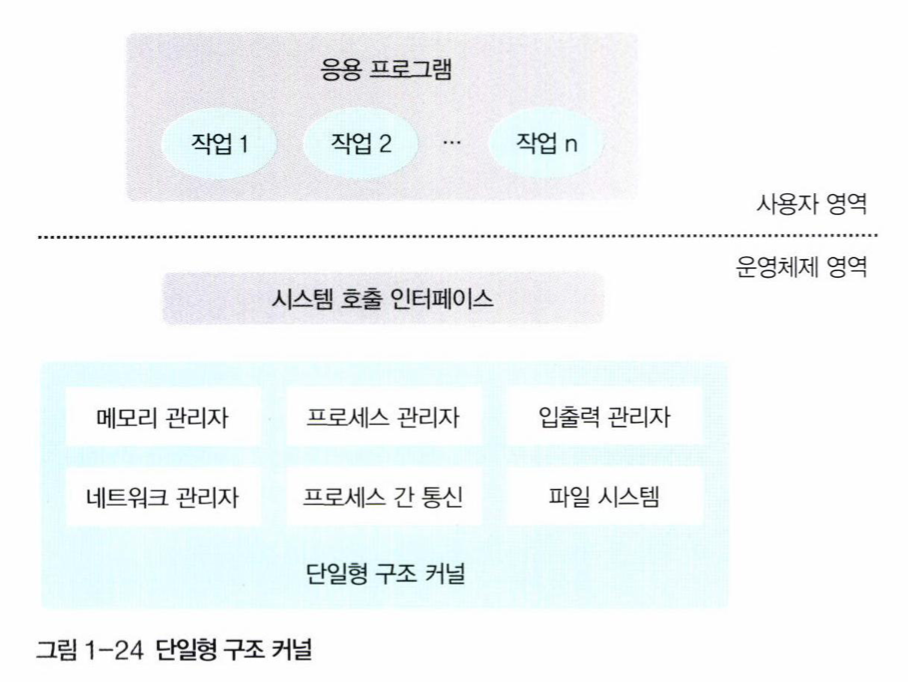 응용 프로그램
작업 1 작업 2 ··· 작업 n
사용자 영역
운영체제 영역
시스템 호출 인터페이스
메모리 관리자 프로세스 관리자 입출력 관리자
네트워크 관리자 프로세스 간 통신 파일 시스템
단일형 구조 커널
그림 1-24 단일형 구조 커널